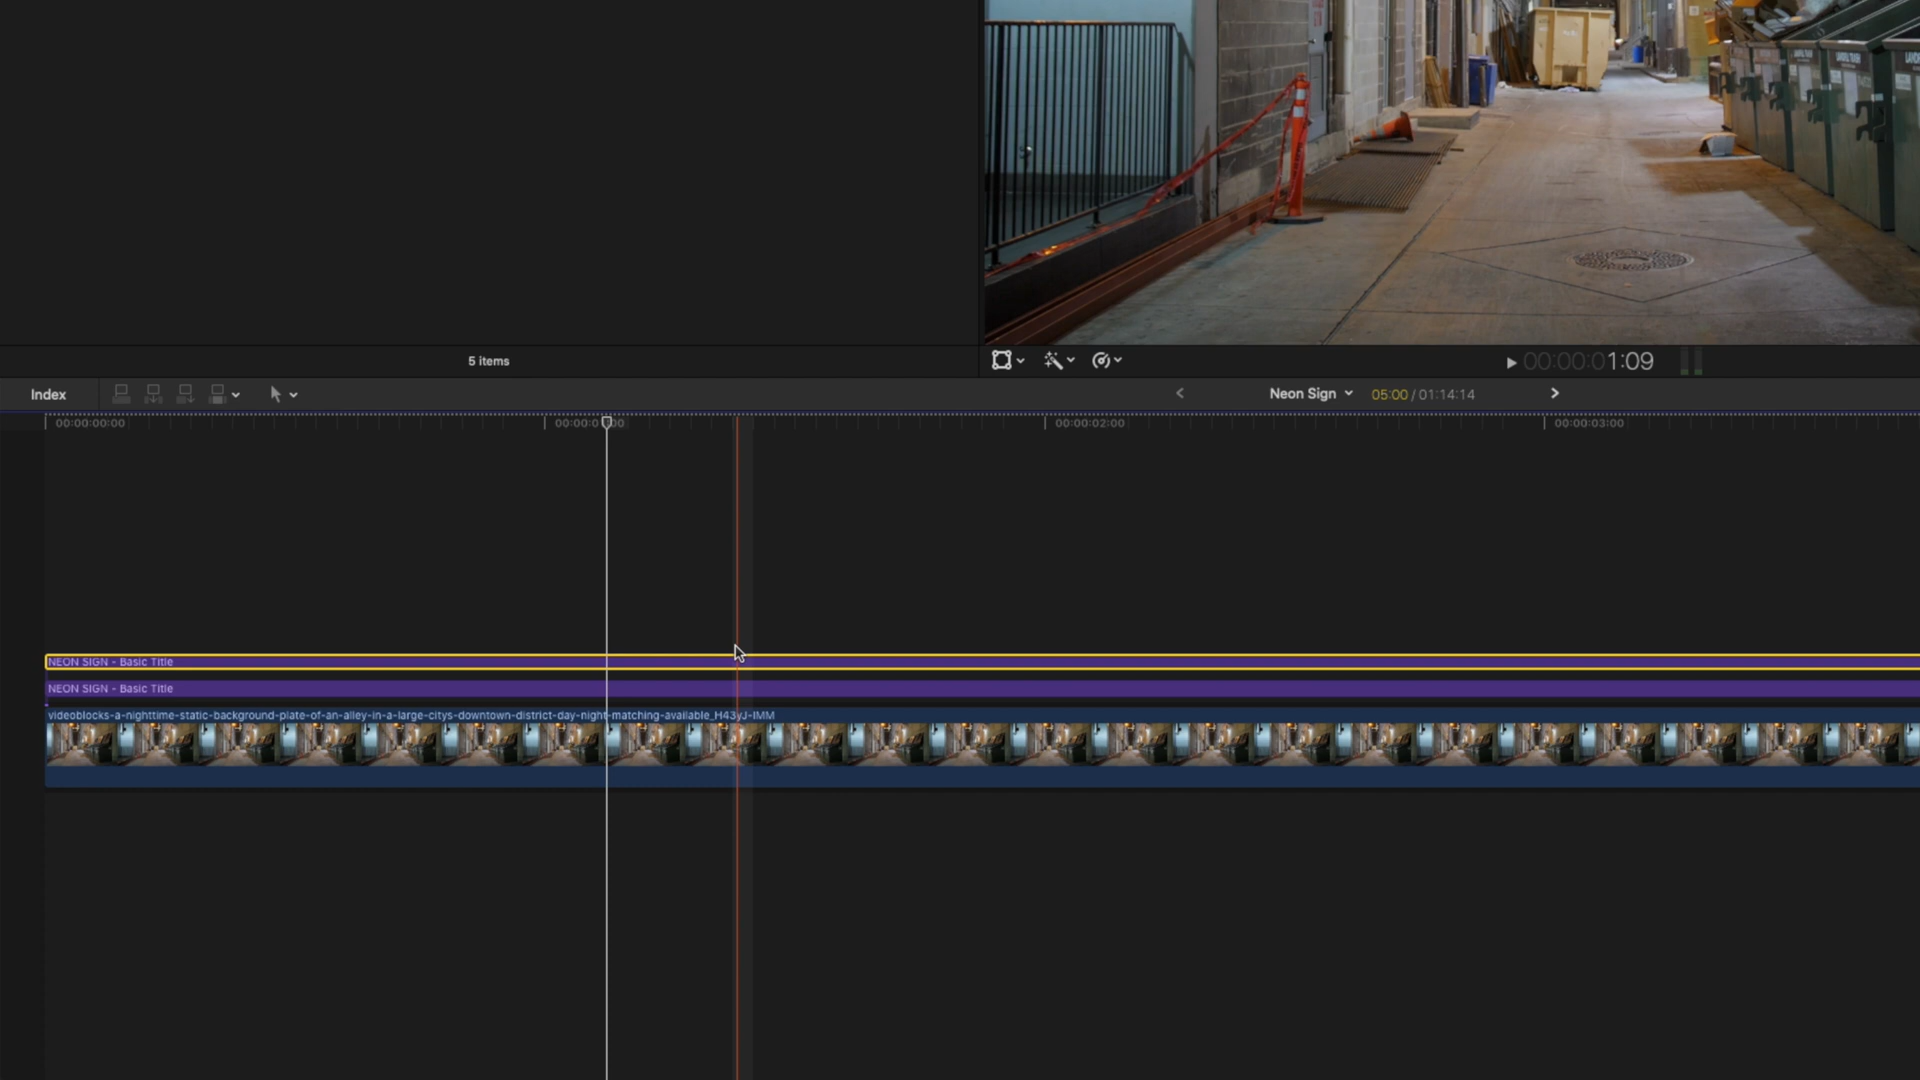 5 items
00:00:01:09
Index
Neon Sign
05:00 / 01:14:14
00:00:00:00
00:00:02:00
00:00:03:00
NEON SIGN - Basic Title
NEON SIGN - Basic Title
videoblocks-a-nighttime-static-background-plate-of-an-alley-in-a-large-citys-downtown-district-day-night-matching-available_H43yJ-IMM